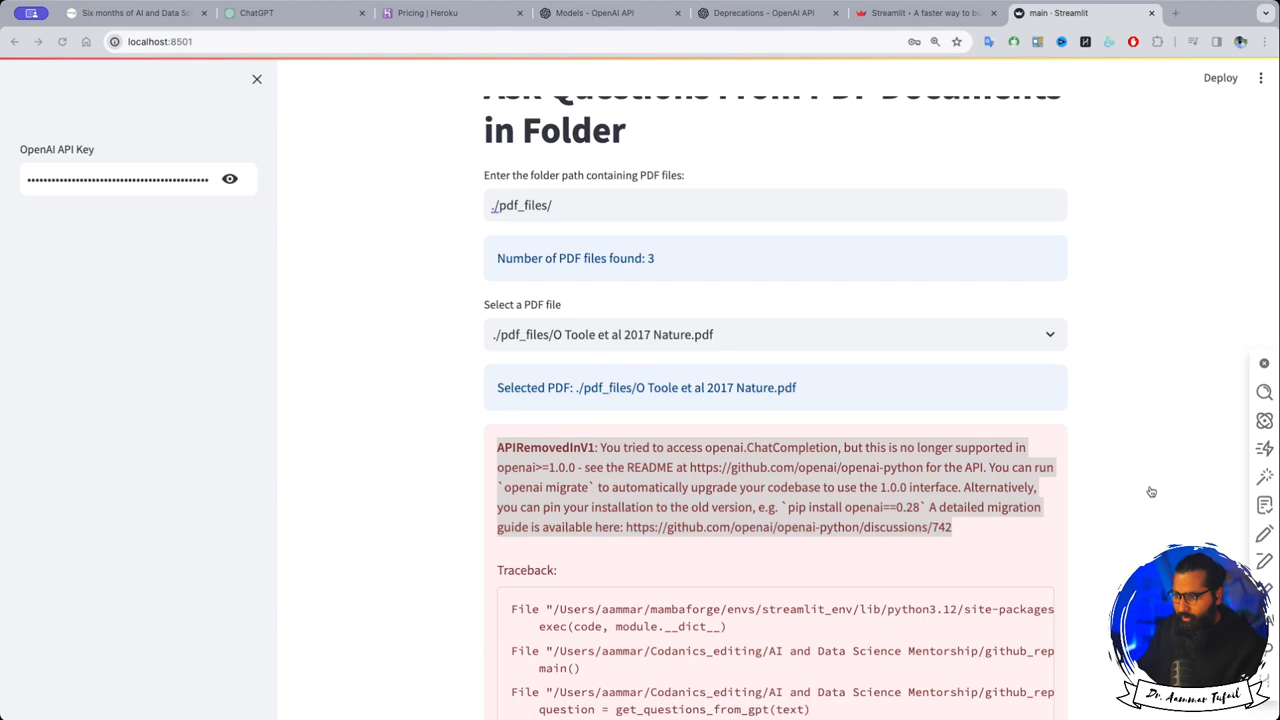 Six months of AI and Data Sc
ChatGPT
Pricing | Heroku
Models - OpenAI API
Deprecations - OpenAI API
Streamlit • A faster way to bu
main · Streamlit
localhost:8501
Deploy
Ask Questions From PDF Documents
in Folder
OpenAI API Key
••••••••••••••••••••••••••••••••••••••••••••••••
Enter the folder path containing PDF files:
./pdf_files/
Number of PDF files found: 3
Select a PDF file
./pdf_files/O Toole et al 2017 Nature.pdf
Selected PDF: ./pdf_files/O Toole et al 2017 Nature.pdf
APIRemovedInV1: You tried to access openai.ChatCompletion, but this is no longer supported in
openai>=1.0.0 - see the README at https://github.com/openai/openai-python for the API. You can run
`openai migrate` to automatically upgrade your codebase to use the 1.0.0 interface. Alternatively,
you can pin your installation to the old version, e.g. `pip install openai==0.28` A detailed migration
guide is available here: https://github.com/openai/openai-python/discussions/742
Traceback:
File "/Users/aammar/mambaforge/envs/streamlit_env/lib/python3.12/site-packages
exec(code, module.__dict__)
File "/Users/aammar/Codanics_editing/AI and Data Science Mentorship/github_rep
main()
File "/Users/aammar/Codanics_editing/AI and Data Science Mentorship/github_rep
question = get_questions_from_gpt(text)
Dr. Aammar Tufail